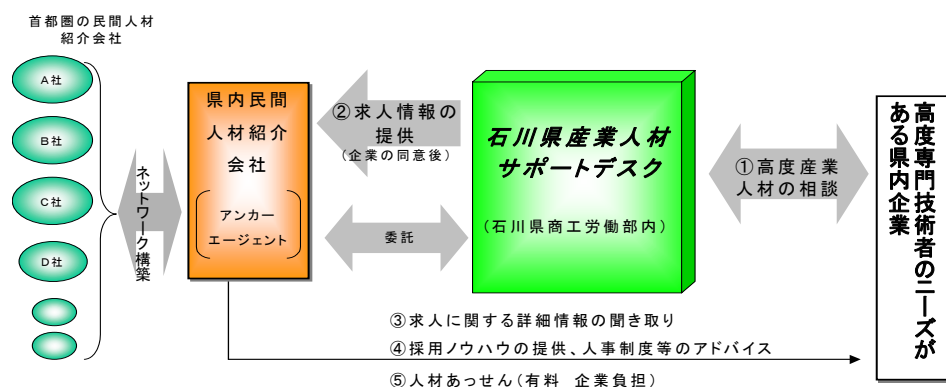 首都圏の民間人材
紹介会社
A社
B社
C社
D社
ネットワーク構築
県内民間
人材紹介
会社
アンカー
エージェント
②求人情報の
提供
(企業の同意後)
委託
石川県産業人材
サポートデスク
(石川県商工労働部内)
①高度産業
人材の相談
高度専門技術者のニーズが
ある県内企業
③求人に関する詳細情報の聞き取り
④採用ノウハウの提供、人事制度等のアドバイス
⑤人材あっせん(有料 企業負担)